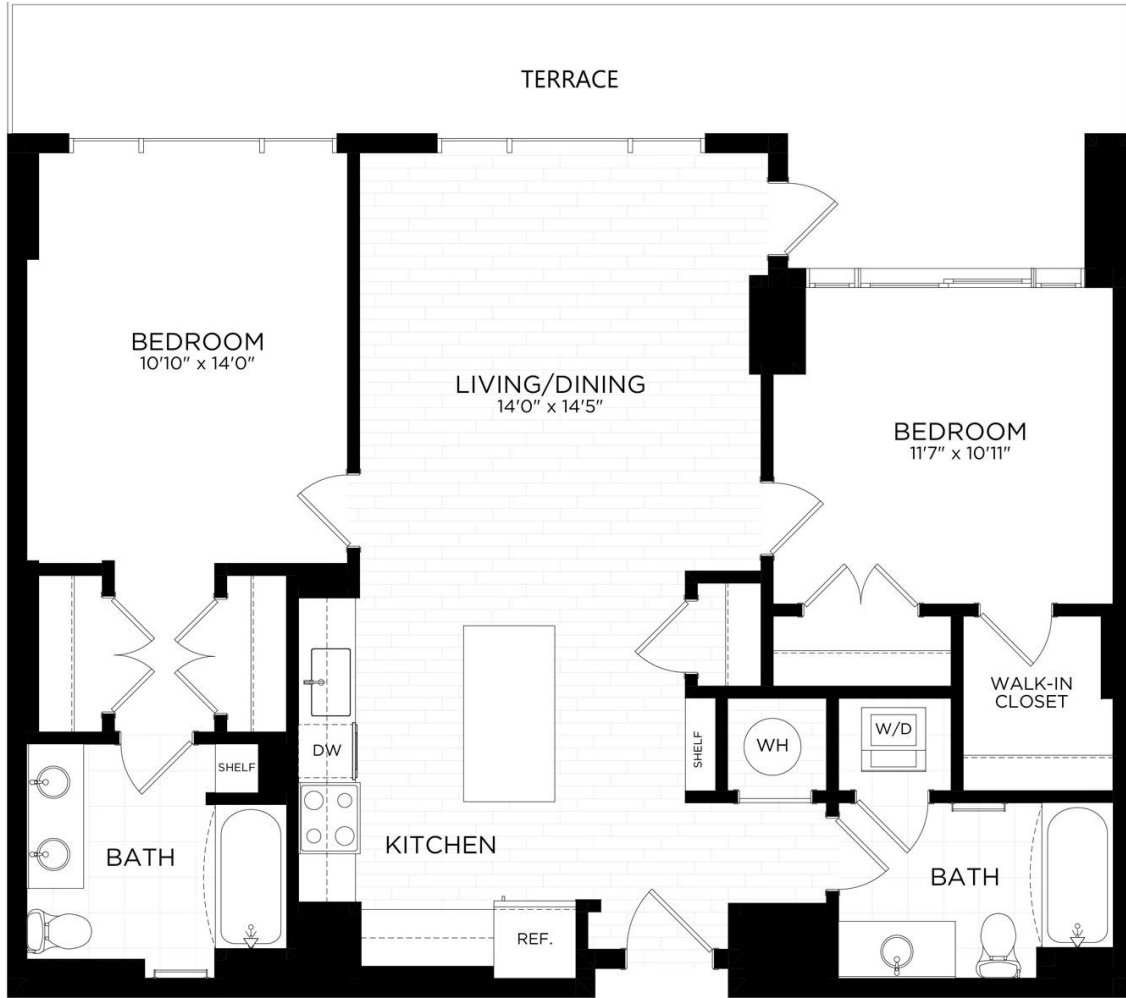 TERRACE
BEDROOM
10'10" x 14'0"
LIVING/DINING
14'0" x 14'5"
BEDROOM
11'7" x 10'11"
WALK-IN
CLOSET
W/D
WH
SHELF
DW
SHELF
KITCHEN
BATH
BATH
REF.